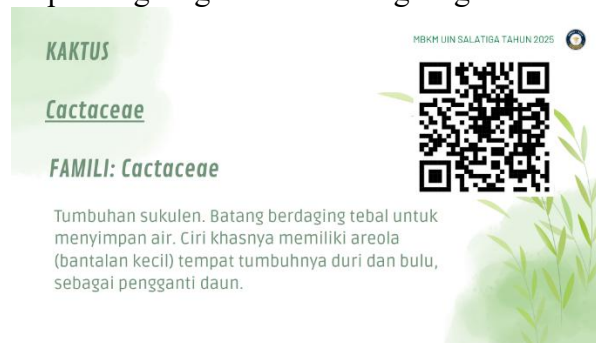 KAKTUS
MBKM UIN SALATIGA TAHUN 2025
Cactaceae
FAMILI: Cactaceae
Tumbuhan sukulen. Batang berdaging tebal untuk
menyimpan air. Ciri khasnya memiliki areola
(bantalan kecil) tempat tumbuhnya duri dan bulu,
sebagai pengganti daun.